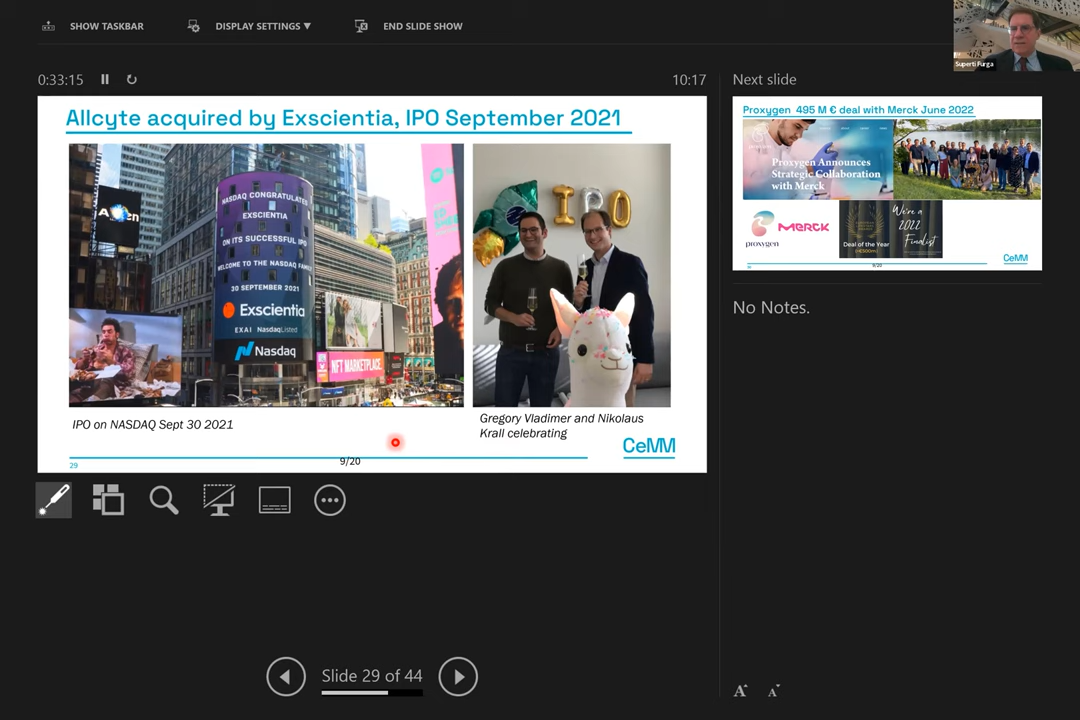 SHOW TASKBAR
DISPLAY SETTINGS ▼
END SLIDE SHOW
Superti Furga
0:33:15
10:17
Next slide
Allcyte acquired by Exscientia, IPO September 2021
NASDAQ CONGRATULATES
EXSCIENTIA
ON ITS SUCCESSFUL IPO
WELCOME TO THE NASDAQ FAMILY
30 SEPTEMBER 2021
Exscientia
EXAI NasdaqListed
Nasdaq
NFT MARKETPLACE
IPO
IPO on NASDAQ Sept 30 2021
Gregory Vladimer and Nikolaus
Krall celebrating
CeMM
29
9/20
Proxygen 495 M € deal with Merck June 2022
Proxygen Announces
Strategic Collaboration
with Merck
proxygen
MERCK
Deal of the Year
We're a
2022
Finalist
9/20
CeMM
No Notes.
Slide 29 of 44
A
A